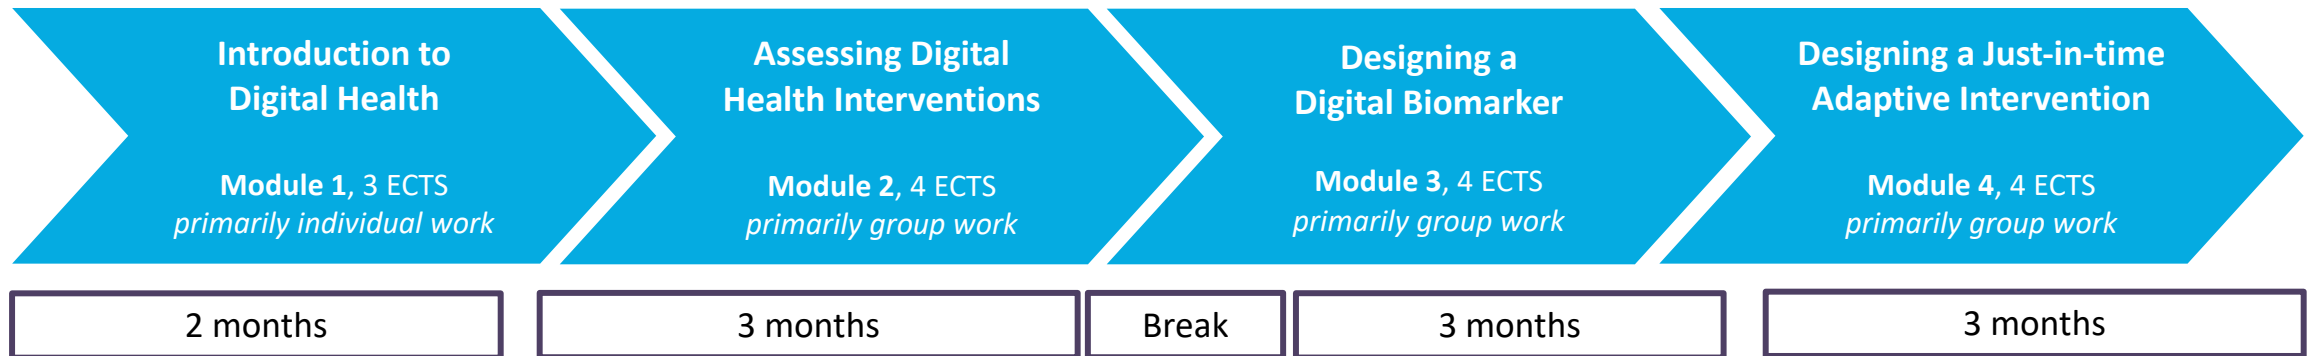 Introduction to
Digital Health
Module 1, 3 ECTS
primarily individual work
Assessing Digital
Health Interventions
Module 2, 4 ECTS
primarily group work
Designing a
Digital Biomarker
Module 3, 4 ECTS
primarily group work
Designing a Just-in-time
Adaptive Intervention
Module 4, 4 ECTS
primarily group work
2 months
3 months
Break
3 months
3 months